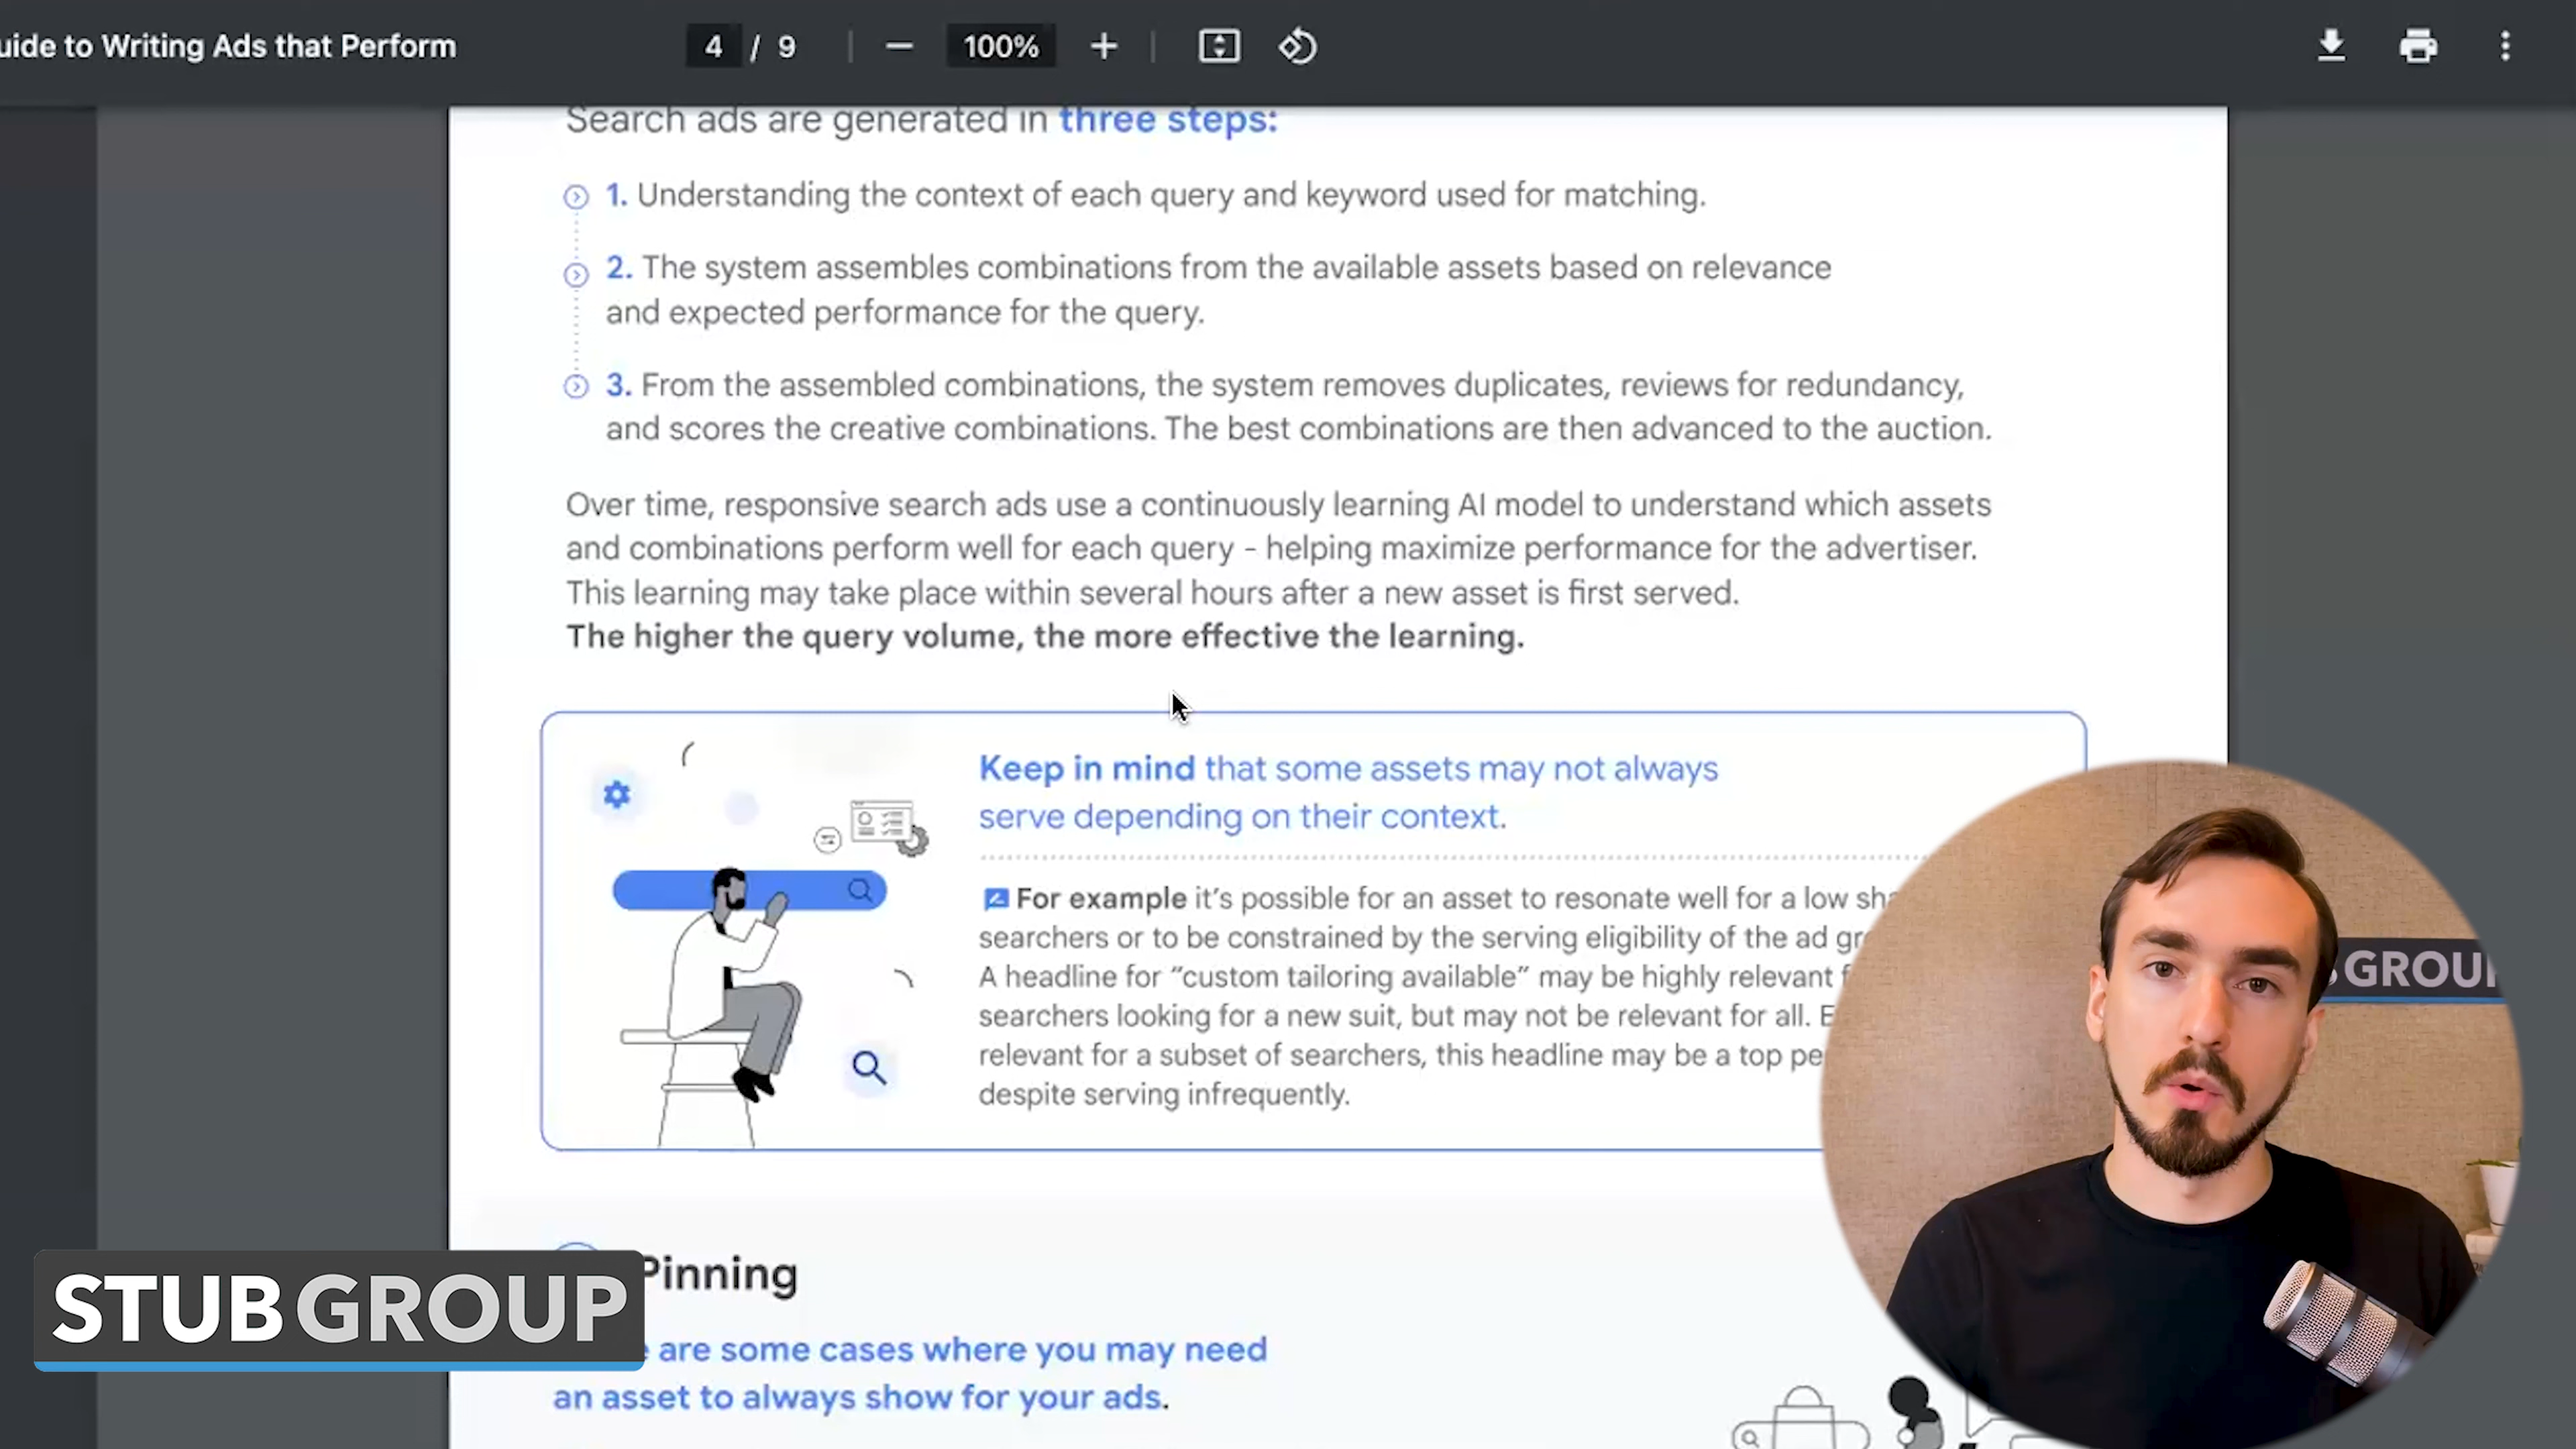 uide to Writing Ads that Perform
4 / 9
100%
Search ads are generated in three steps:
1. Understanding the context of each query and keyword used for matching.
2. The system assembles combinations from the available assets based on relevance
and expected performance for the query.
3. From the assembled combinations, the system removes duplicates, reviews for redundancy,
and scores the creative combinations. The best combinations are then advanced to the auction.
Over time, responsive search ads use a continuously learning AI model to understand which assets
and combinations perform well for each query - helping maximize performance for the advertiser.
This learning may take place within several hours after a new asset is first served.
The higher the query volume, the more effective the learning.
Keep in mind that some assets may not always
serve depending on their context.
For example it's possible for an asset to resonate well for a low sha
searchers or to be constrained by the serving eligibility of the ad gr
A headline for "custom tailoring available" may be highly relevant f
searchers looking for a new suit, but may not be relevant for all. E
relevant for a subset of searchers, this headline may be a top pe
despite serving infrequently.
GROUP
Pinning
STUBGROUP
e are some cases where you may need
an asset to always show for your ads.